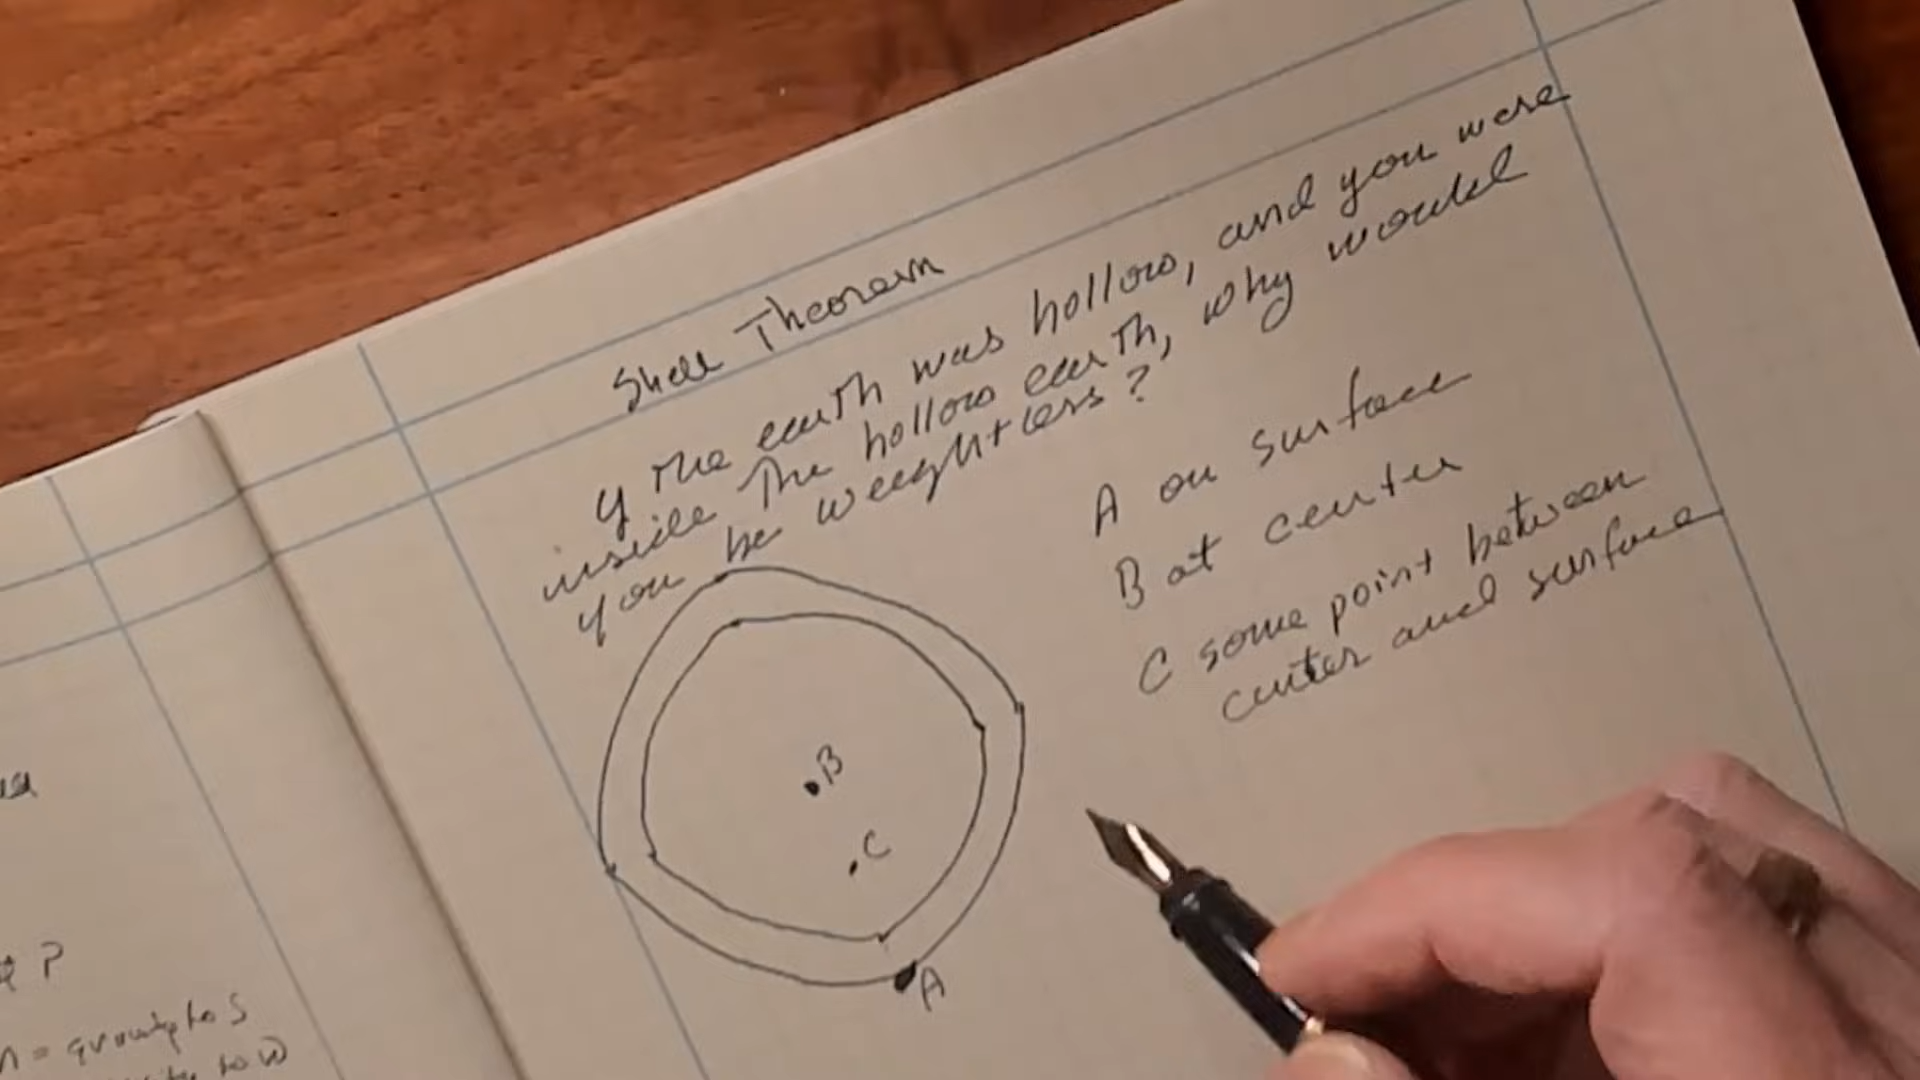 Shell Theorem
If the earth was hollow, and you were
inside the hollow earth, why would
you be weightless?
A on surface
B at center
C some point between
center and surface
B
C
A
P
= 
to W